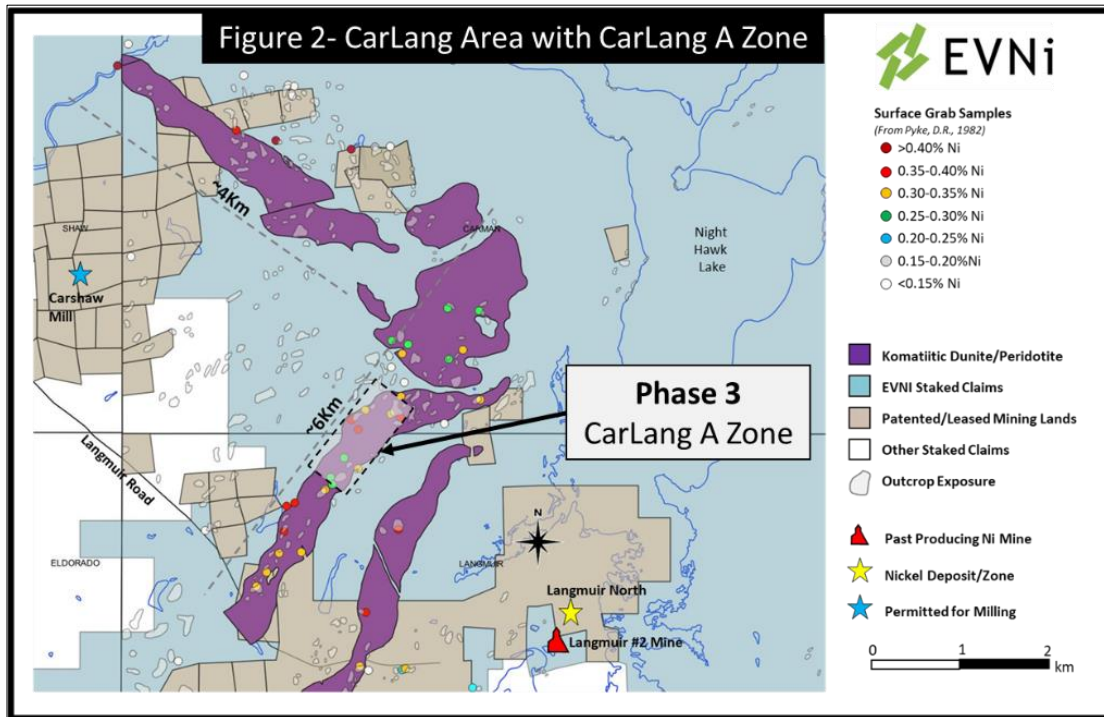 Figure 2- CarLang Area with CarLang A Zone
EVNi
Surface Grab Samples
(From Pyke, D.R., 1982)
>0.40% Ni
0.35-0.40% Ni
0.30-0.35% Ni
0.25-0.30% Ni
0.20-0.25% Ni
0.15-0.20%Ni
<0.15% Ni
~4Km
SHAW
CARMAN
Night
Hawk
Lake
Carshaw
Mill
Komatiitic Dunite/Peridotite
EVNI Staked Claims
Patented/Leased Mining Lands
Other Staked Claims
Outcrop Exposure
Phase 3
CarLang A Zone
~6Km
Langmuir Road
N
ELDORADO
LANGMUIR
Past Producing Ni Mine
Nickel Deposit/Zone
Permitted for Milling
Langmuir North
Langmuir #2 Mine
0 1 2
km